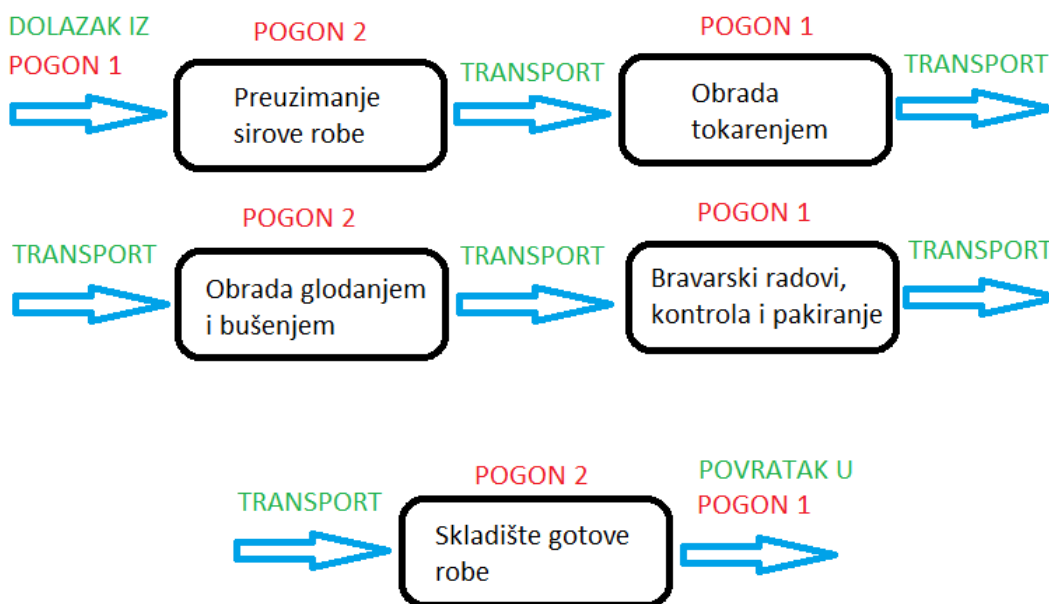 DOLAZAK IZ
POGON 1
POGON 2
Preuzimanje
sirove robe
TRANSPORT
POGON 1
Obrada
tokarenjem
TRANSPORT
TRANSPORT
POGON 2
Obrada glodanjem
i bušenjem
TRANSPORT
POGON 1
Bravarski radovi,
kontrola i pakiranje
TRANSPORT
TRANSPORT
POGON 2
Skladište gotove
robe
POVRATAK U
POGON 1